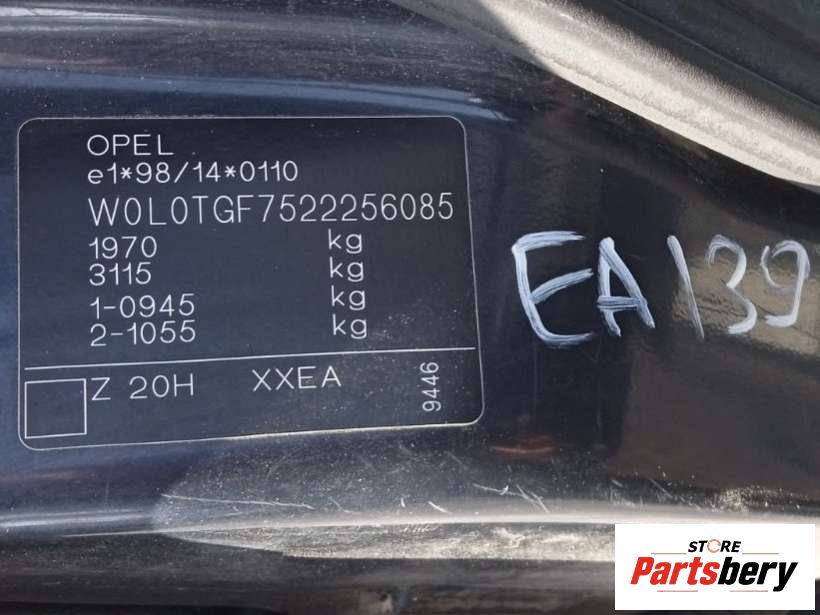 OPEL
e1*98/14*0110
W0L0TGF7522256085
1970 kg
3115 kg
1-0945 kg
2-1055 kg
Z 20H XXEA
9446
EA139
STORE
Partsbery